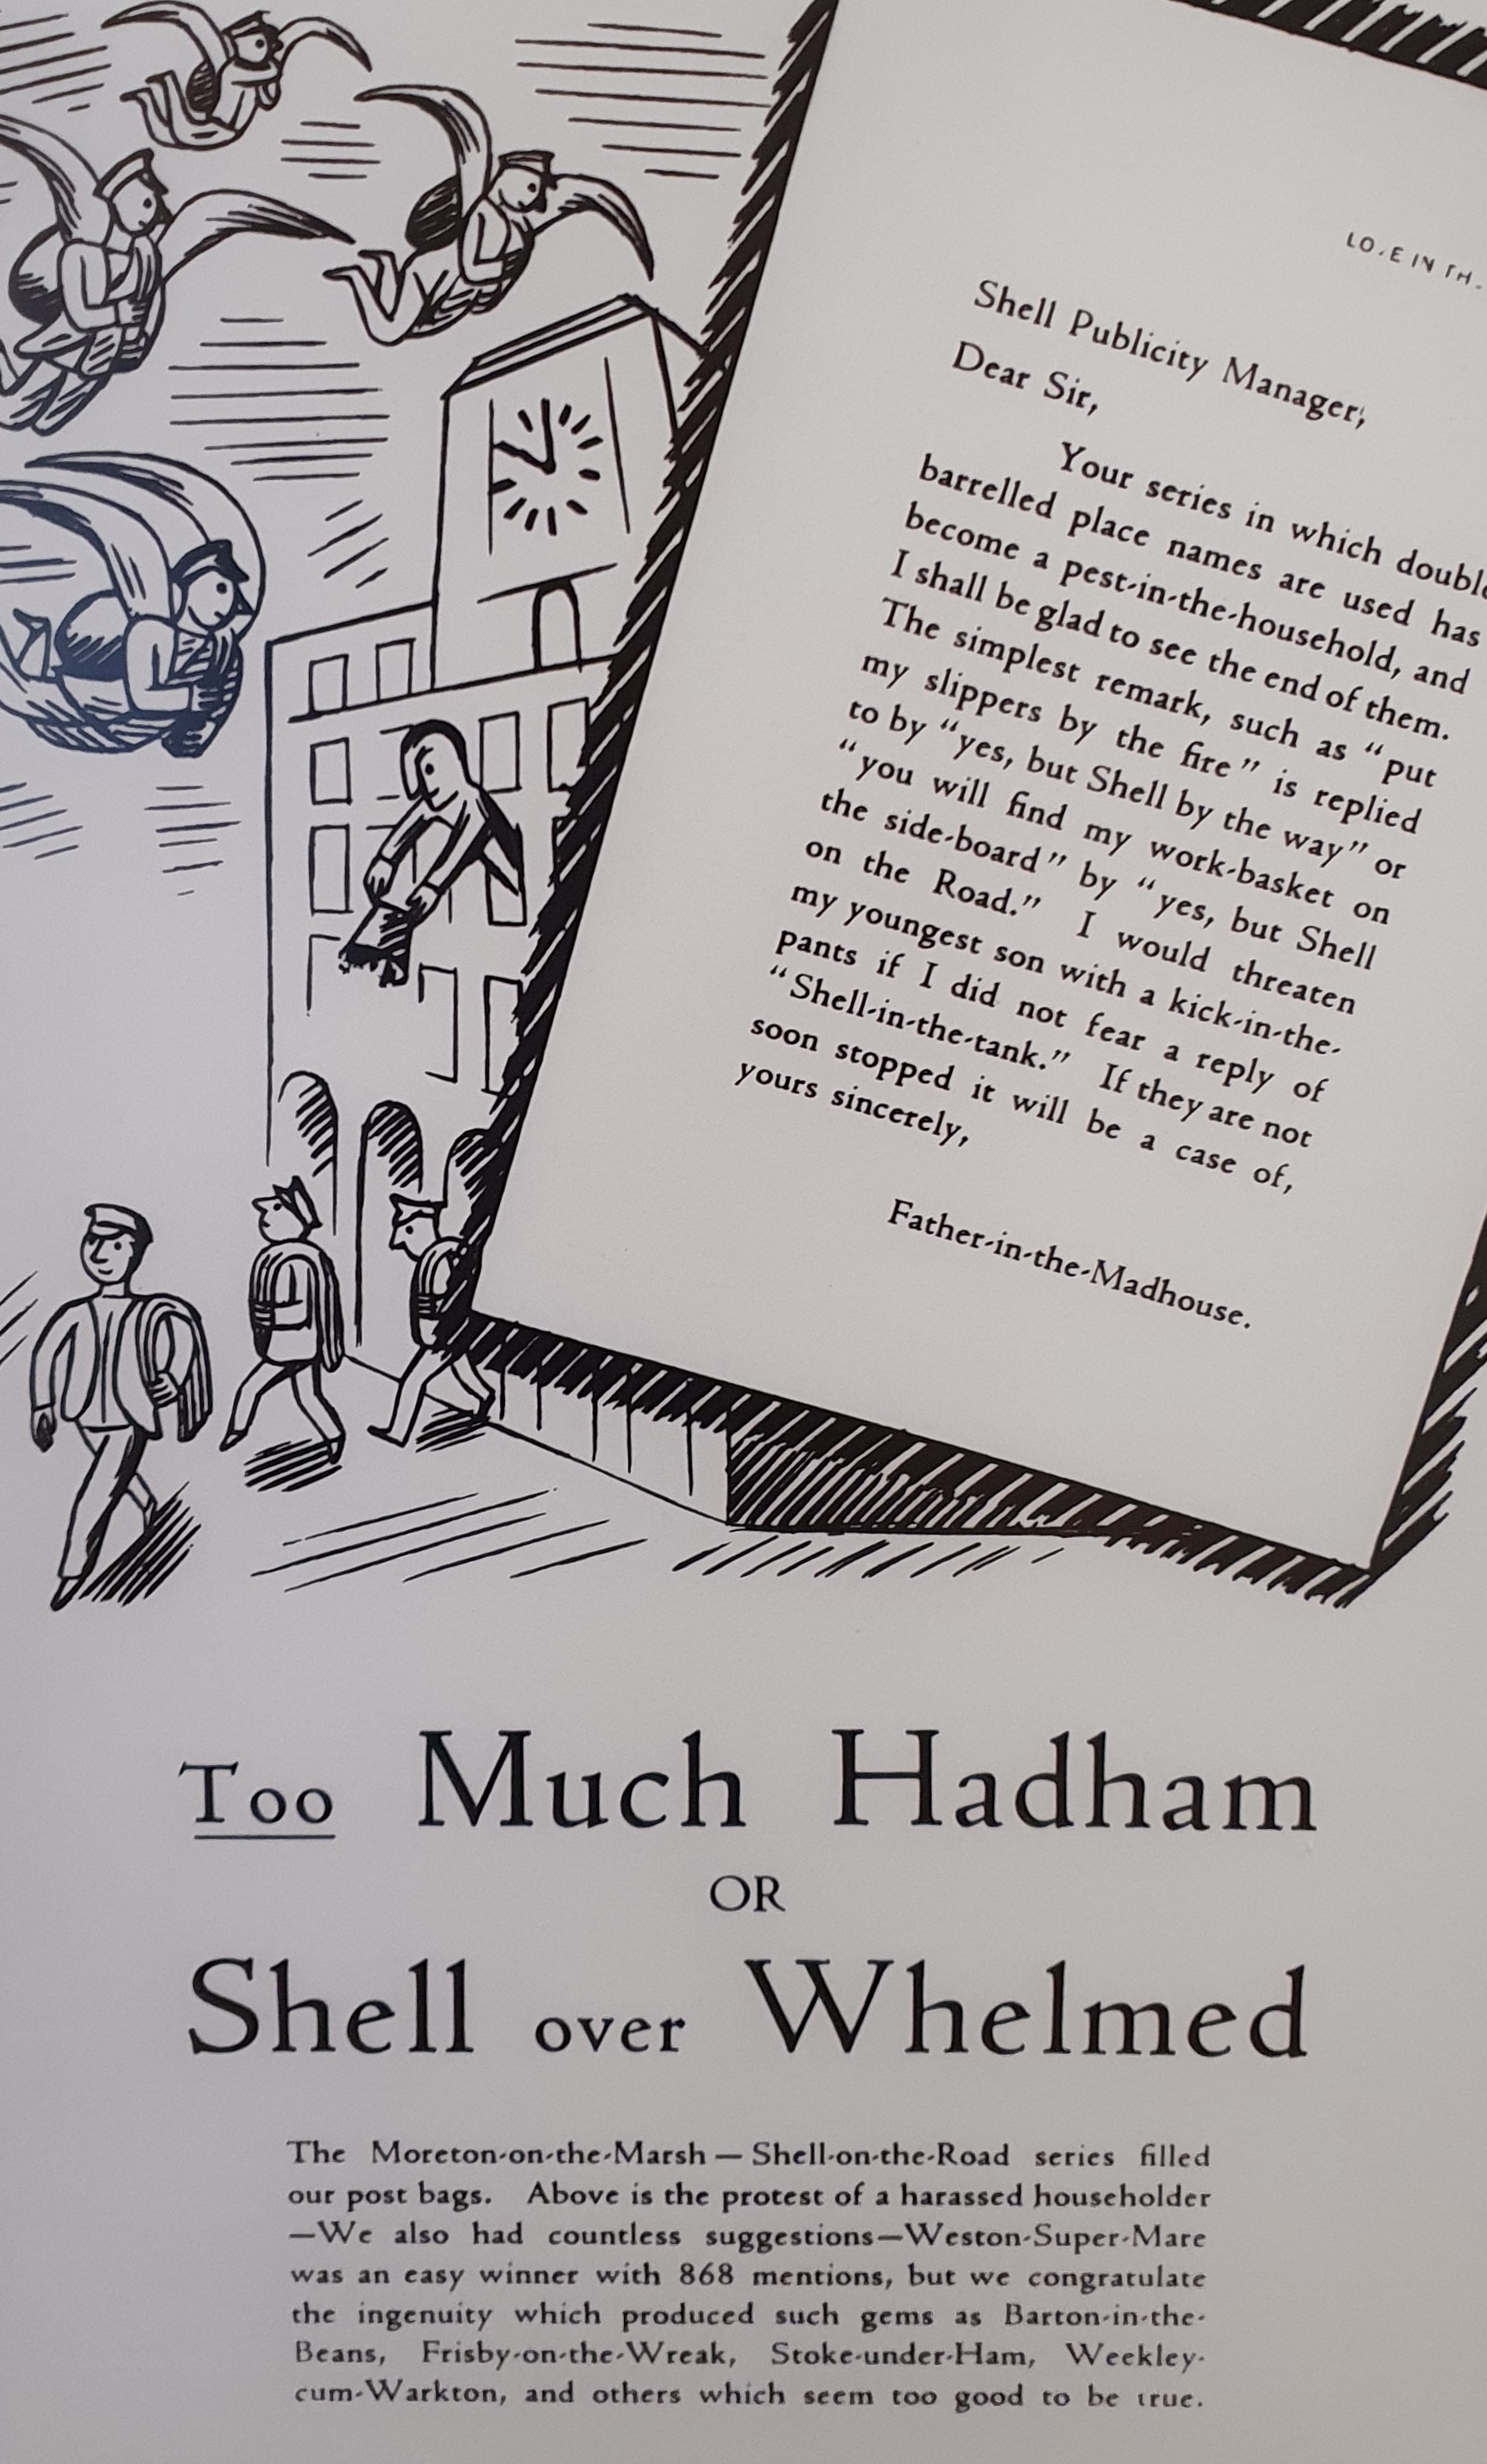 LO.E IN TH.
Shell Publicity Manager,
Dear Sir,
Your series in which double
barrelled place names are used has
become a pest-in-the-household, and
I shall be glad to see the end of them.
The simplest remark, such as “put
my slippers by the fire” is replied
to by “yes, but Shell by the way” or
“you will find my work-basket on
the side-board” by “yes, but Shell
on the Road.” I would threaten
my youngest son with a kick-in-the-
pants if I did not fear a reply of
“Shell-in-the-tank.” If they are not
soon stopped it will be a case of,
yours sincerely,
Father-in-the-Madhouse.
Too Much Hadham
OR
Shell over Whelmed
The Moreton-on-the-Marsh — Shell-on-the-Road series filled
our post bags. Above is the protest of a harassed householder
—We also had countless suggestions—Weston-Super-Mare
was an easy winner with 868 mentions, but we congratulate
the ingenuity which produced such gems as Barton-in-the-
Beans, Frisby-on-the-Wreak, Stoke-under-Ham, Weekley-
cum-Warkton, and others which seem too good to be true.